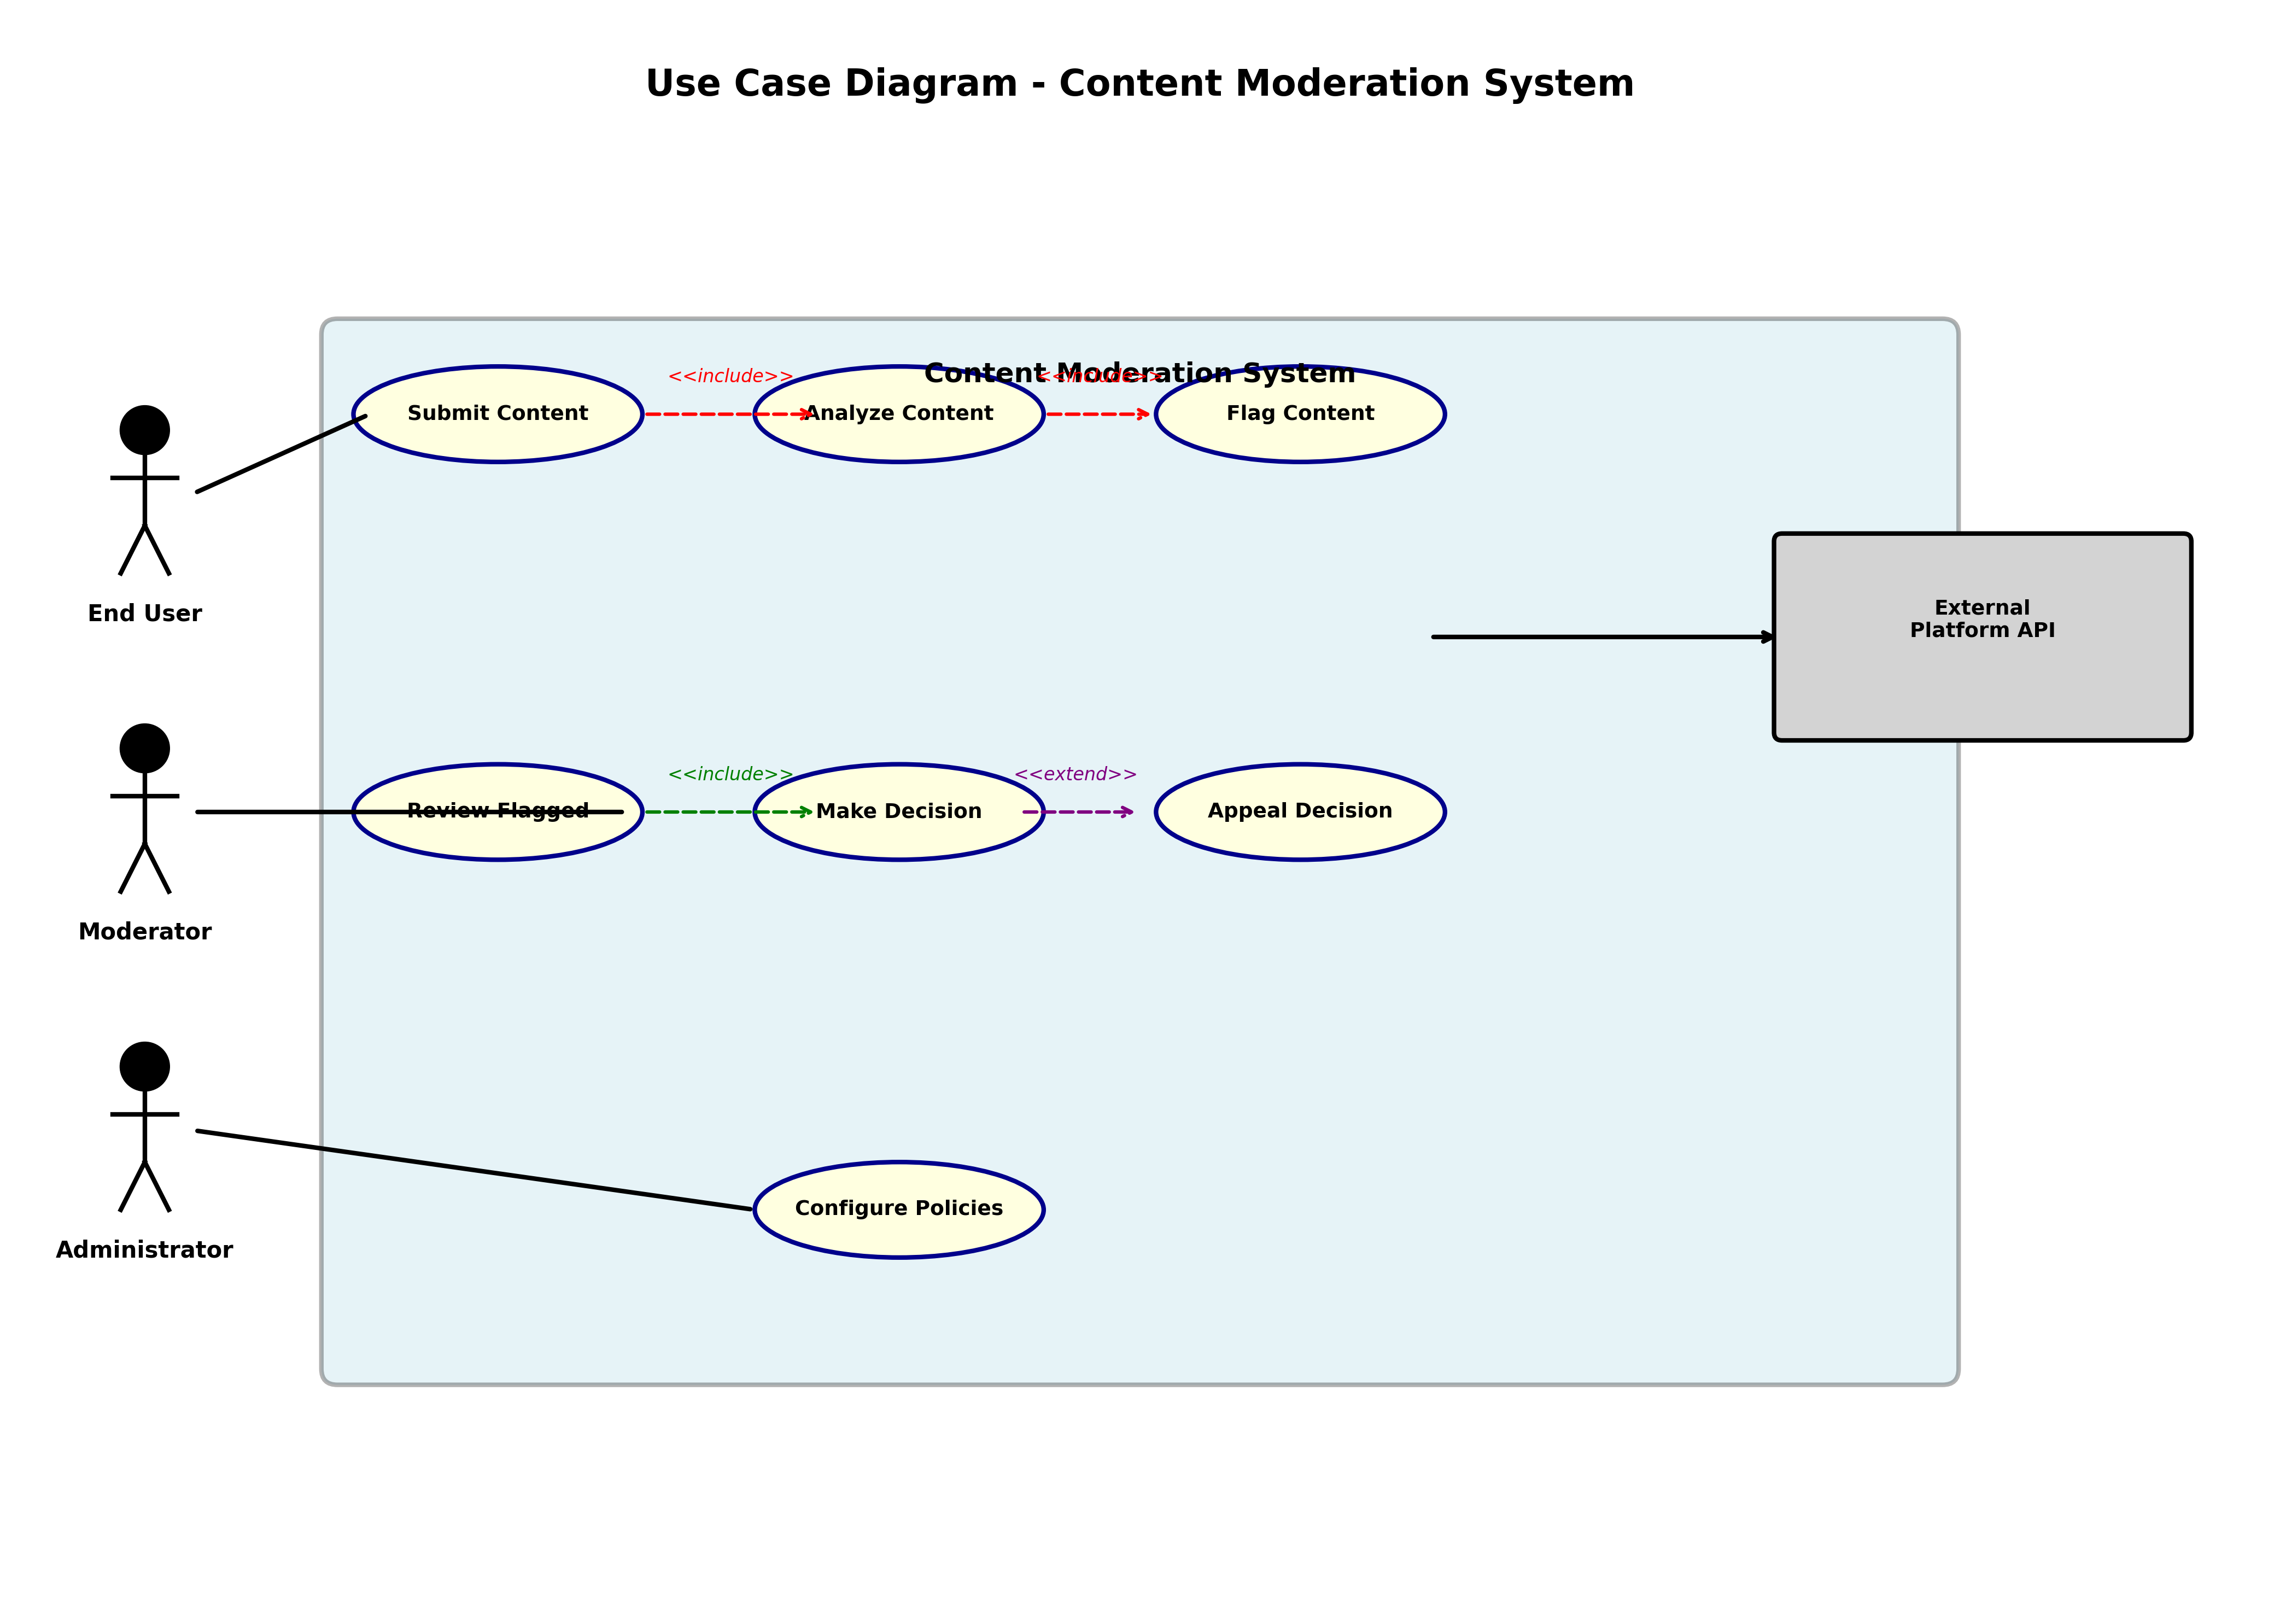 Use Case Diagram - Content Moderation System
Content Moderation System
<<include>>
<<include>>
Submit Content
Analyze Content
Flag Content
End User
External
Platform API
<<include>>
<<extend>>
Review Flagged
Make Decision
Appeal Decision
Moderator
Configure Policies
Administrator